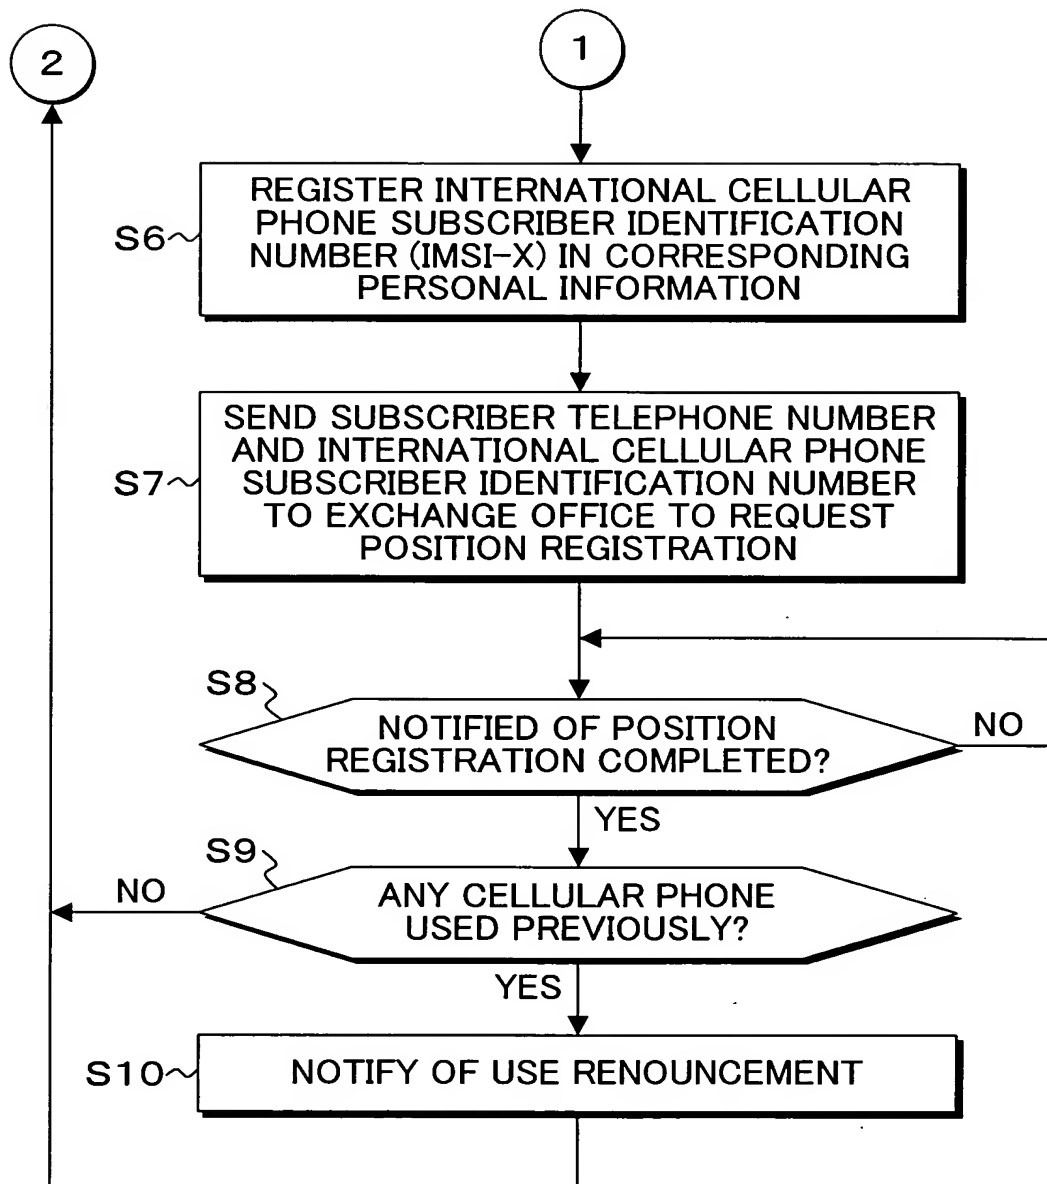 2
1
S6
REGISTER INTERNATIONAL CELLULAR
PHONE SUBSCRIBER IDENTIFICATION
NUMBER (IMSI-X) IN CORRESPONDING
PERSONAL INFORMATION
S7
SEND SUBSCRIBER TELEPHONE NUMBER
AND INTERNATIONAL CELLULAR PHONE
SUBSCRIBER IDENTIFICATION NUMBER
TO EXCHANGE OFFICE TO REQUEST
POSITION REGISTRATION
S8
NOTIFIED OF POSITION
REGISTRATION COMPLETED?
NO
YES
S9
NO
ANY CELLULAR PHONE
USED PREVIOUSLY?
YES
S10
NOTIFY OF USE RENOUNCEMENT